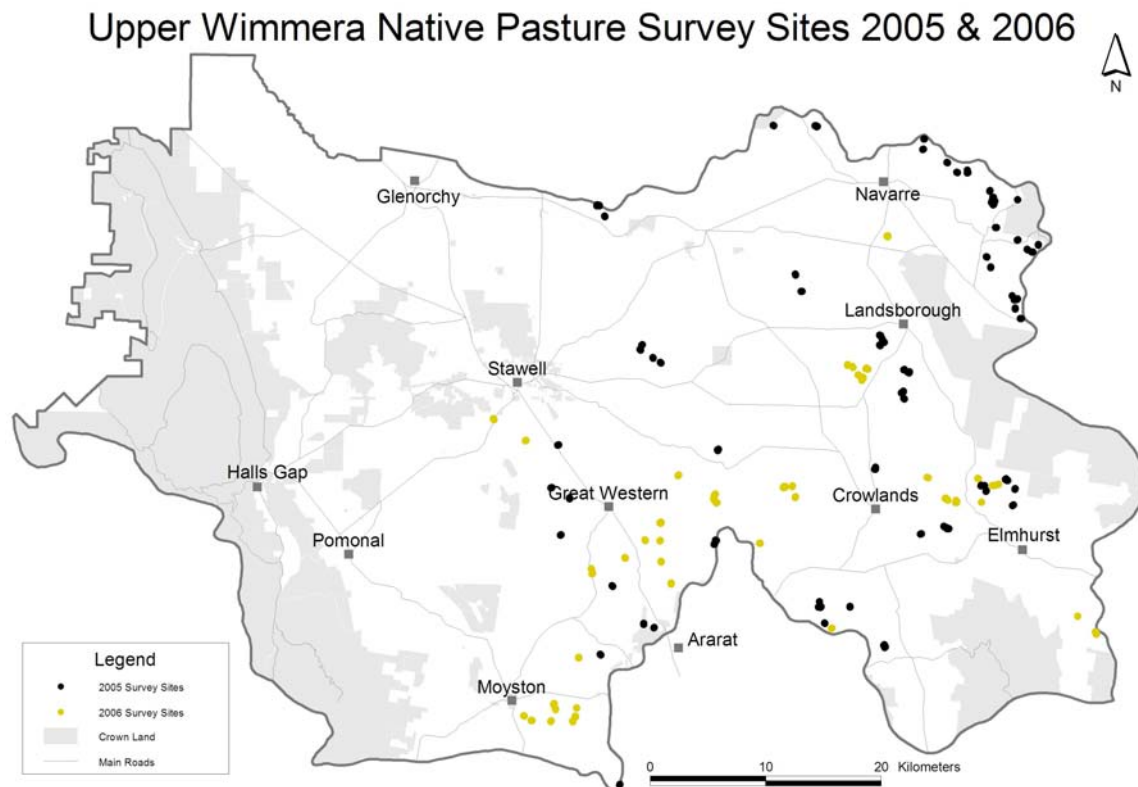 Upper Wimmera Native Pasture Survey Sites 2005 & 2006
N
Glenorchy
Navarre
Landsborough
Stawell
Halls Gap
Great Western
Crowlands
Pomonal
Elmhurst
Ararat
Moyston
Legend
2005 Survey Sites
2006 Survey Sites
Crown Land
Main Roads
0 10 20 Kilometers